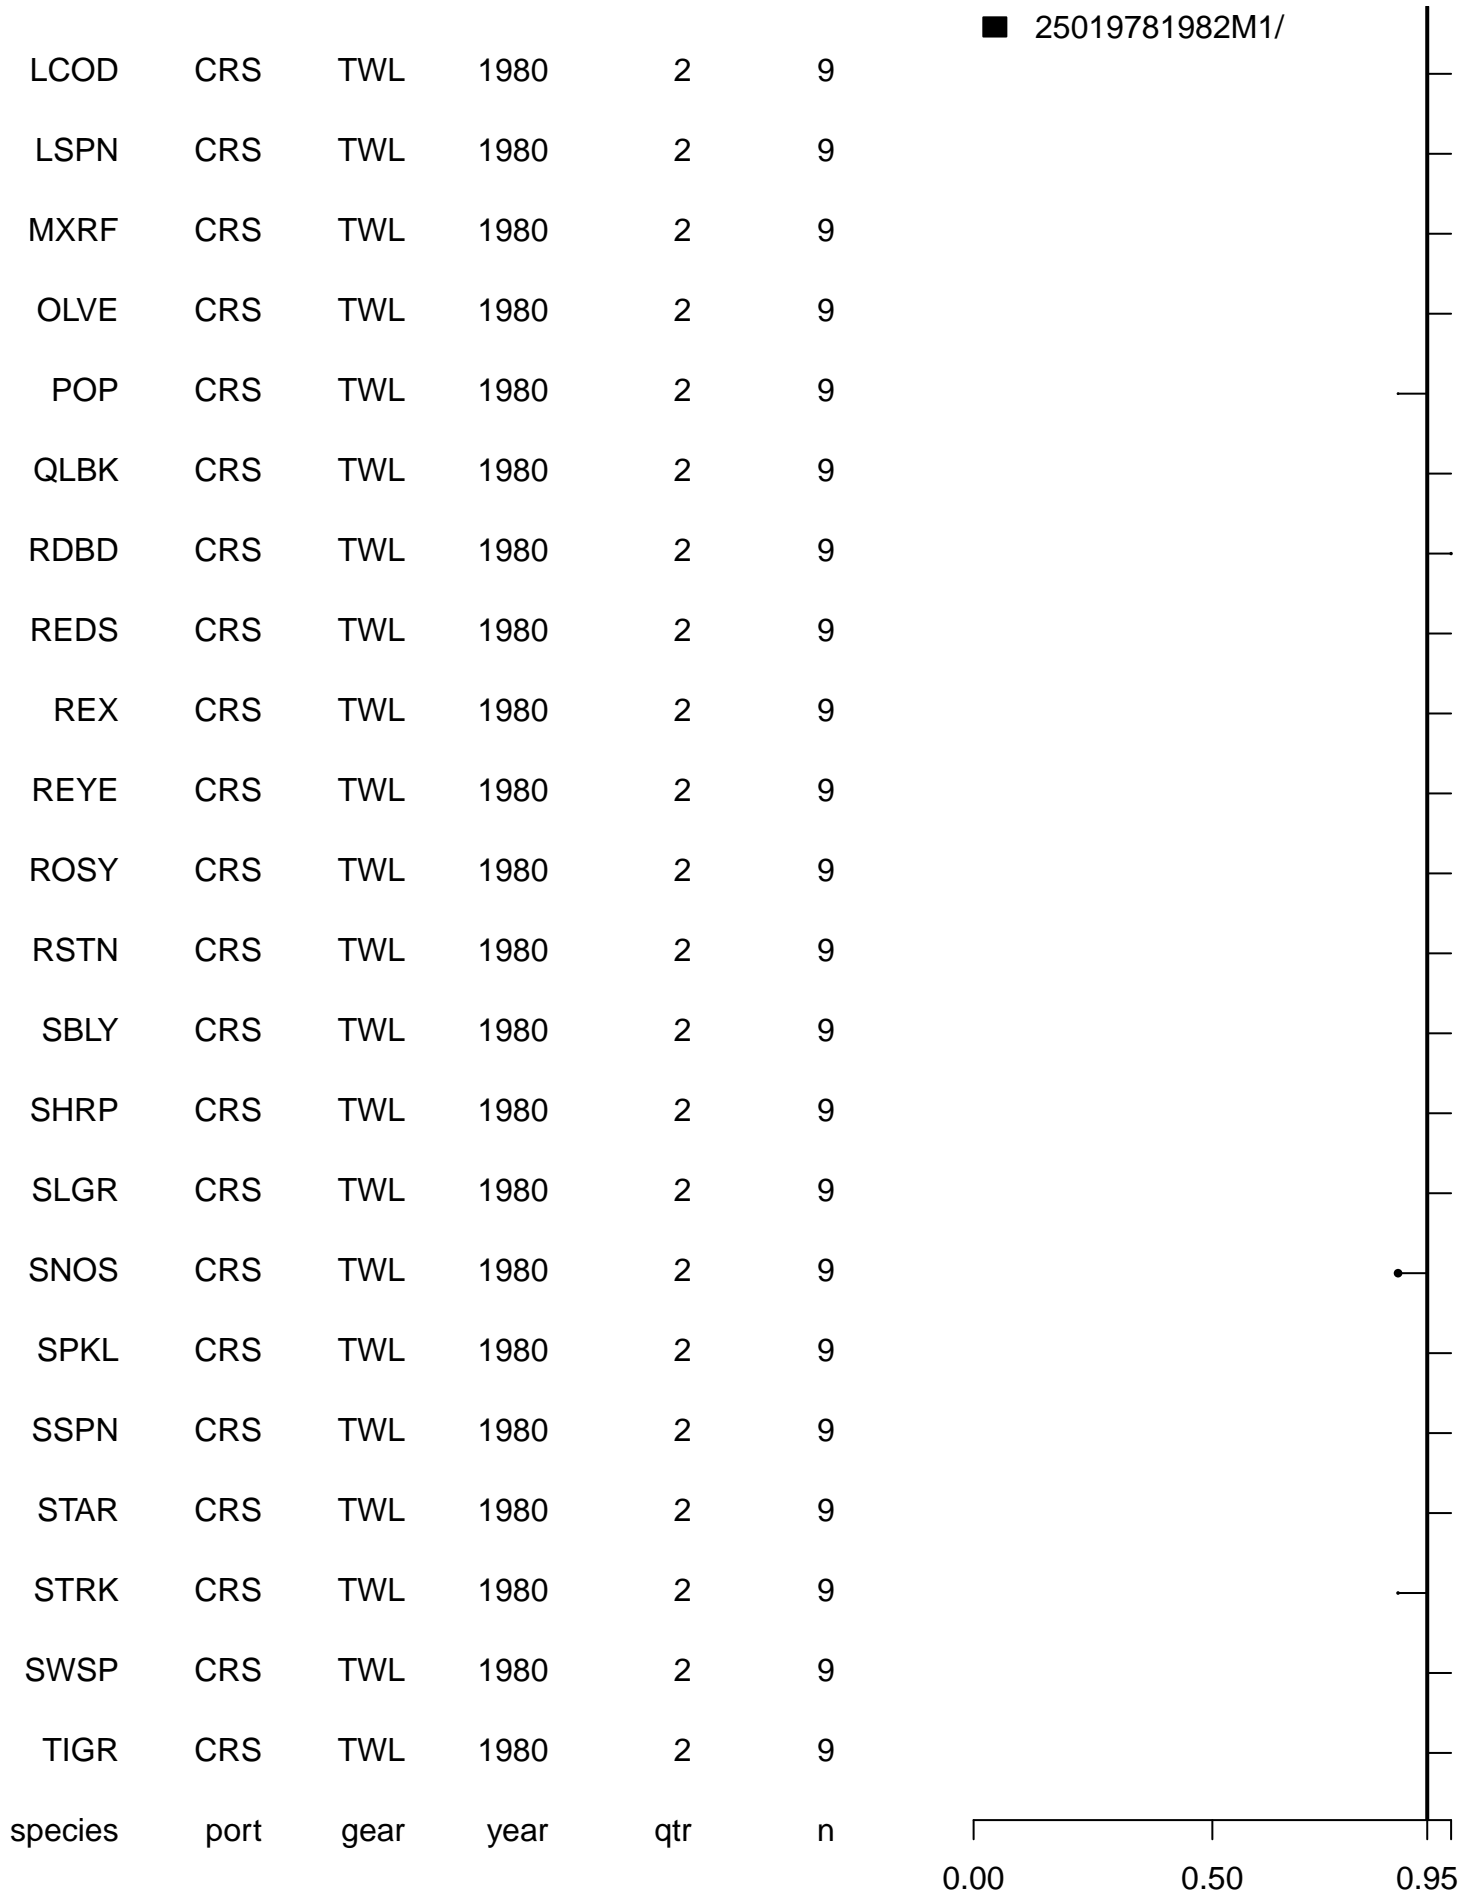 25019781982M1/
LCOD CRS TWL 1980 2 9
LSPN CRS TWL 1980 2 9
MXRF CRS TWL 1980 2 9
OLVE CRS TWL 1980 2 9
POP CRS TWL 1980 2 9
QLBK CRS TWL 1980 2 9
RDBD CRS TWL 1980 2 9
REDS CRS TWL 1980 2 9
REX CRS TWL 1980 2 9
REYE CRS TWL 1980 2 9
ROSY CRS TWL 1980 2 9
RSTN CRS TWL 1980 2 9
SBLY CRS TWL 1980 2 9
SHRP CRS TWL 1980 2 9
SLGR CRS TWL 1980 2 9
SNOS CRS TWL 1980 2 9
SPKL CRS TWL 1980 2 9
SSPN CRS TWL 1980 2 9
STAR CRS TWL 1980 2 9
STRK CRS TWL 1980 2 9
SWSP CRS TWL 1980 2 9
TIGR CRS TWL 1980 2 9
species port gear year qtr n
0.00 0.50 0.95